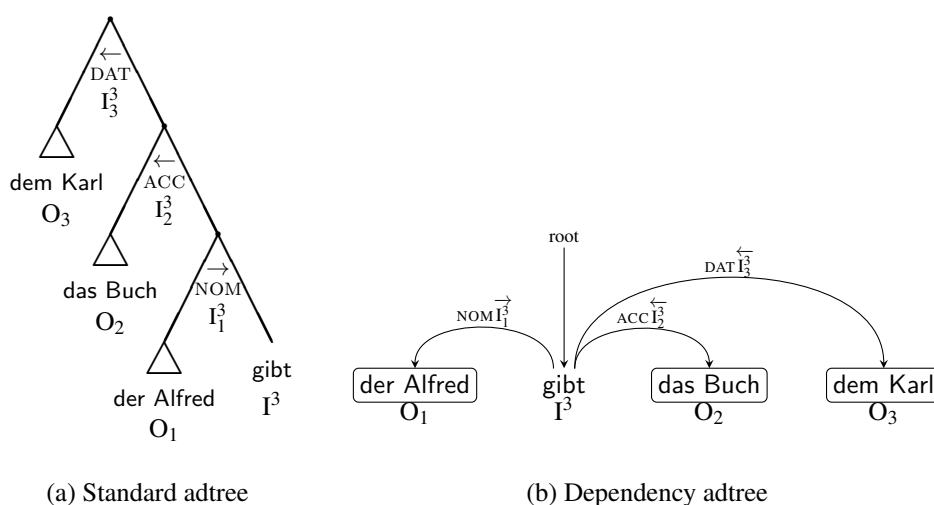 ←
DAT
I₃³
dem Karl
O₃
←
ACC
I₂³
das Buch
O₂
→
NOM
I₁³
der Alfred
O₁
gibt
I³
(a) Standard adtree
root
NOM I₁³→
ACC I₂³←
DAT I₃³←
der Alfred gibt das Buch dem Karl
O₁ I³ O₂ O₃
(b) Dependency adtree